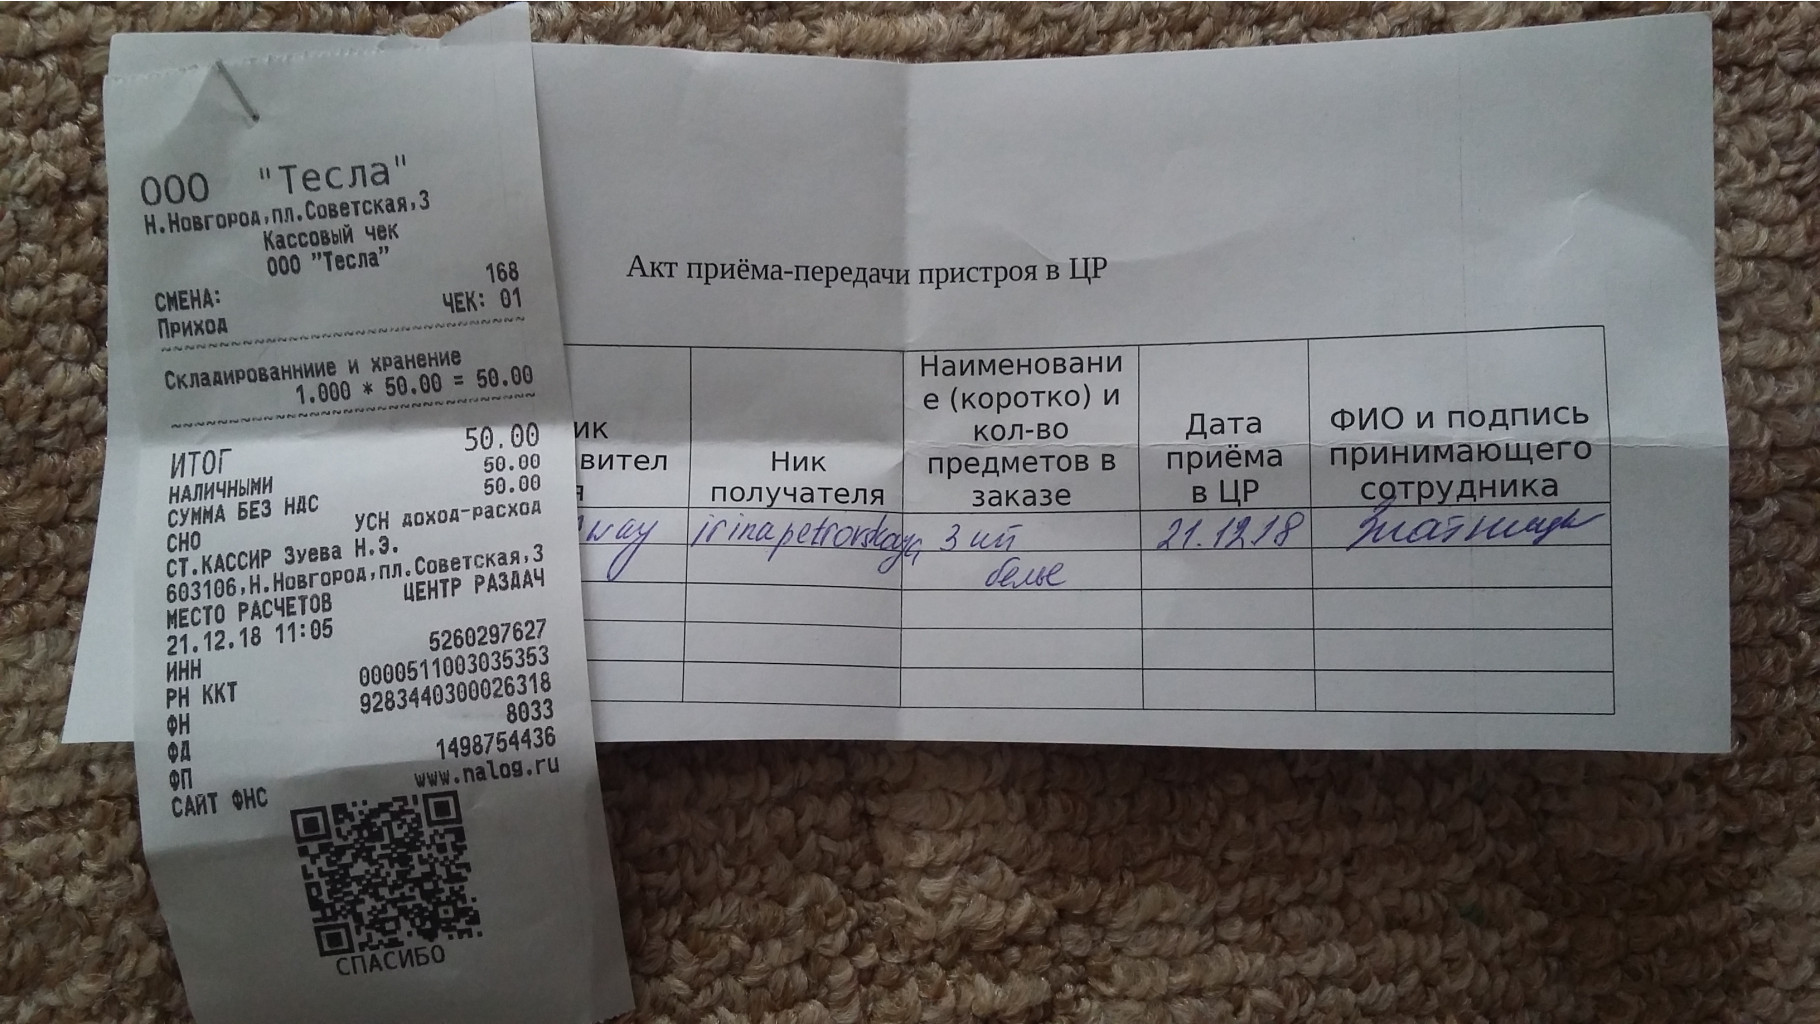 ООО "Тесла"
Н.Новгород,пл.Советская,3
Кассовый чек
ООО "Тесла"
СМЕНА: 168
Приход ЧЕК: 01
Складированниие и хранение
1.000 * 50.00 = 50.00
ИТОГ 50.00
НАЛИЧНЫМИ 50.00
СУММА БЕЗ НДС 50.00
СНО УСН доход-расход
СТ.КАССИР Зуева Н.Э.
603106,Н.Новгород,пл.Советская,3
МЕСТО РАСЧЕТОВ ЦЕНТР РАЗДАЧ
21.12.18 11:05
ИНН 5260297627
РН ККТ 0000511003035353
ФН 9283440300026318
ФД 8033
ФП 1498754436
САЙТ ФНС www.nalog.ru
СПАСИБО
Акт приёма-передачи пристроя в ЦР
ик
вител
я
Ник
получателя
Наименовани
е (коротко) и
кол-во
предметов в
заказе
Дата
приёма
в ЦР
ФИО и подпись
принимающего
сотрудника
way irinapetrovskaya 3 шт 21.12.18
белье